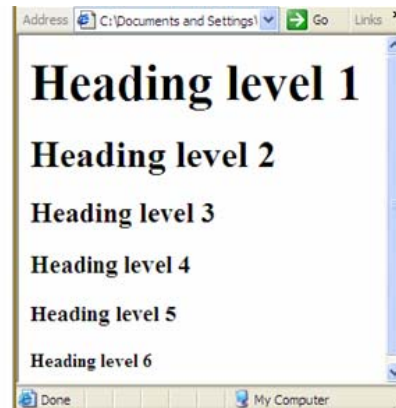 Address C:\Documents and Settings\ Go Links
Heading level 1
Heading level 2
Heading level 3
Heading level 4
Heading level 5
Heading level 6
Done My Computer